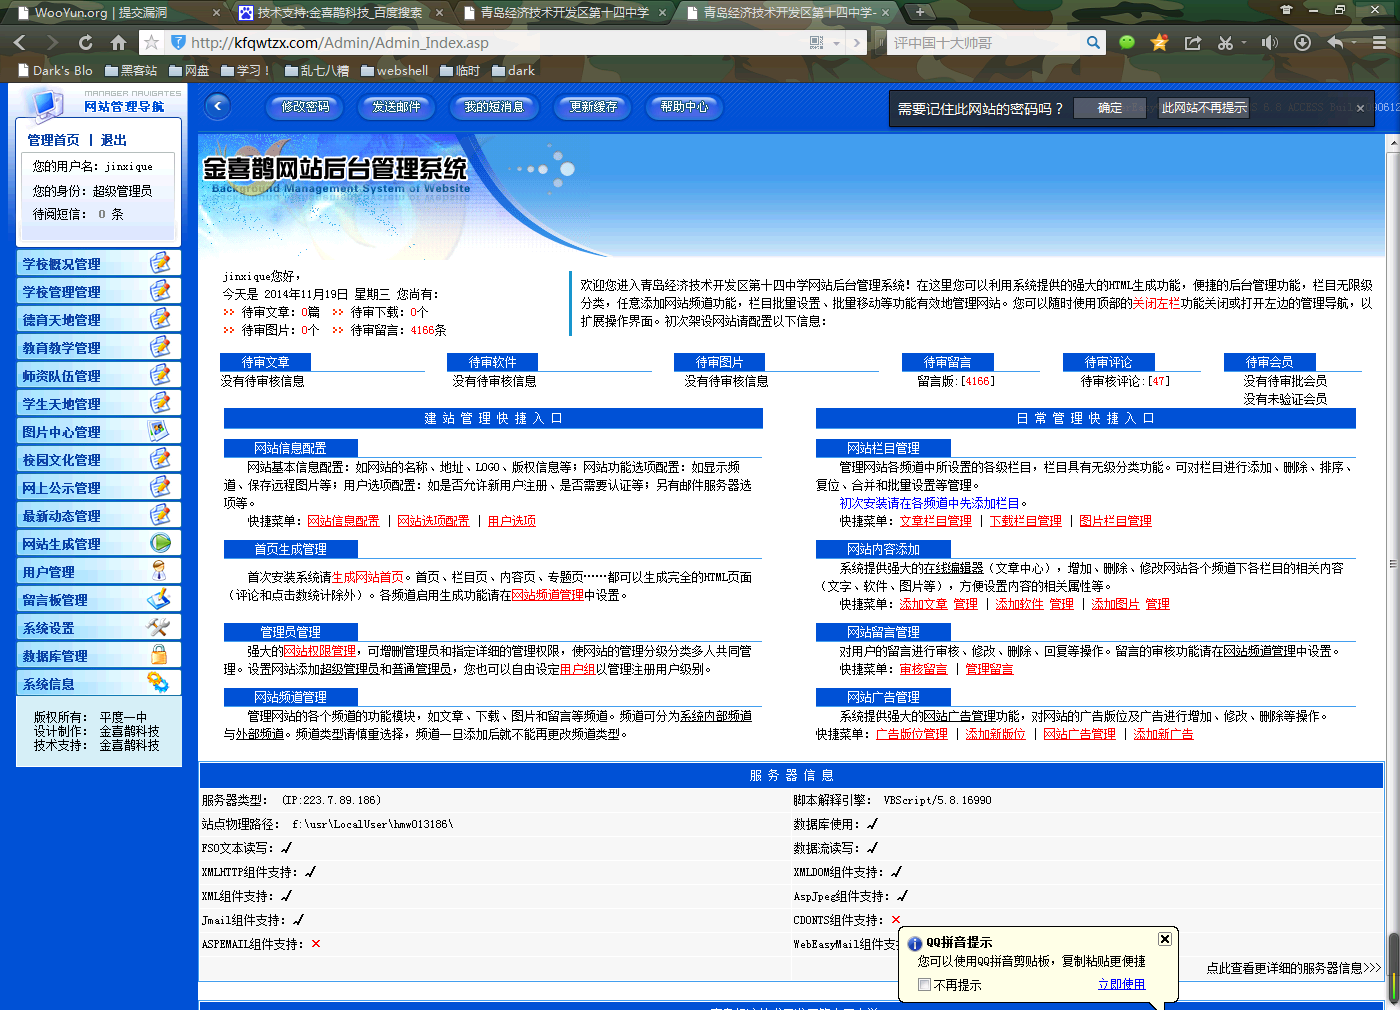 WooYun.org | 提交漏洞
技术支持:金喜鹊科技_百度搜索
青岛经济技术开发区第十四中学
青岛经济技术开发区第十四中学-
http://kfqwtzx.com/Admin/Admin_Index.asp
评中国十大帅哥
Dark's Blo 黑客站 网盘 学习！ 乱七八糟 webshell 临时 dark
MANAGER NAVIGATES
网站管理导航
修改密码 发送邮件 我的短消息 更新缓存 帮助中心
需要记住此网站的密码吗？ 确定 此网站不再提示
管理首页 | 退出
您的用户名：jinxique
您的身份：超级管理员
待阅短信： 0 条
学校概况管理
学校管理管理
德育天地管理
教育教学管理
师资队伍管理
学生天地管理
图片中心管理
校园文化管理
网上公示管理
最新动态管理
网站生成管理
用户管理
留言板管理
系统设置
数据库管理
系统信息
版权所有： 平度一中
设计制作： 金喜鹊科技
技术支持： 金喜鹊科技
金喜鹊网站后台管理系统
Background Management System of Website
jinxique您好，
今天是 2014年11月19日 星期三 您尚有：
>> 待审文章：0篇 >> 待审下载：0个
>> 待审图片：0个 >> 待审留言：4166条
欢迎您进入青岛经济技术开发区第十四中学网站后台管理系统！在这里您可以利用系统提供的强大的HTML生成功能，便捷的后台管理功能，栏目无限级
分类，任意添加网站频道功能，栏目批量设置、批量移动等功能有效地管理网站。您可以随时使用顶部的关闭左栏功能关闭或打开左边的管理导航，以
扩展操作界面。初次架设网站请配置以下信息：
待审文章 待审软件 待审图片 待审留言 待审评论 待审会员
没有待审核信息 没有待审核信息 没有待审核信息 留言版:[4166] 待审核评论:[47] 没有待审批会员
没有未验证会员
建站管理快捷入口
网站信息配置
网站基本信息配置：如网站的名称、地址、LOGO、版权信息等；网站功能选项配置：如显示频
道、保存远程图片等；用户选项配置：如是否允许新用户注册、是否需要认证等；另有邮件服务器选
项等。
快捷菜单：网站信息配置 | 网站选项配置 | 用户选项
首页生成管理
首次安装系统请生成网站首页。首页、栏目页、内容页、专题页……都可以生成完全的HTML页面
（评论和点击数统计除外）。各频道启用生成功能请在网站频道管理中设置。
管理员管理
强大的网站权限管理，可增删管理员和指定详细的管理权限，使网站的管理分级分类多人共同管
理。设置网站添加超级管理员和普通管理员，您也可以自由设定用户组以管理注册用户级别。
网站频道管理
管理网站的各个频道的功能模块，如文章、下载、图片和留言等频道。频道可分为系统内部频道
与外部频道。频道类型请慎重选择，频道一旦添加后就不能再更改频道类型。
日常管理快捷入口
网站栏目管理
管理网站各频道中所设置的各级栏目，栏目具有无级分类功能。可对栏目进行添加、删除、排序、
复位、合并和批量设置等管理。
初次安装请在各频道中先添加栏目。
快捷菜单：文章栏目管理 | 下载栏目管理 | 图片栏目管理
网站内容添加
系统提供强大的在线编辑器（文章中心），增加、删除、修改网站各个频道下各栏目的相关内容
（文字、软件、图片等），方便设置内容的相关属性等。
快捷菜单：添加文章 管理 | 添加软件 管理 | 添加图片 管理
网站留言管理
对用户的留言进行审核、修改、删除、回复等操作。留言的审核功能请在网站频道管理中设置。
快捷菜单：审核留言 | 管理留言
网站广告管理
系统提供强大的网站广告管理功能，对网站的广告版位及广告进行增加、修改、删除等操作。
快捷菜单：广告版位管理 | 添加新版位 | 网站广告管理 | 添加新广告
服务器信息
服务器类型： (IP:223.7.89.186) 脚本解释引擎： VBScript/5.8.16990
站点物理路径： f:\usr\LocalUser\hmw013186\ 数据库使用：√
FSO文本读写：√ 数据流读写：√
XMLHTTP组件支持：√ XMLDOM组件支持：√
XML组件支持：√ AspJpeg组件支持：√
Jmail组件支持：√ CDONTS组件支持：×
ASPEMAIL组件支持：× WebEasyMail组件支
点此查看更详细的服务器信息>>>
QQ拼音提示
您可以使用QQ拼音剪贴板，复制粘贴更便捷
不再提示 立即使用